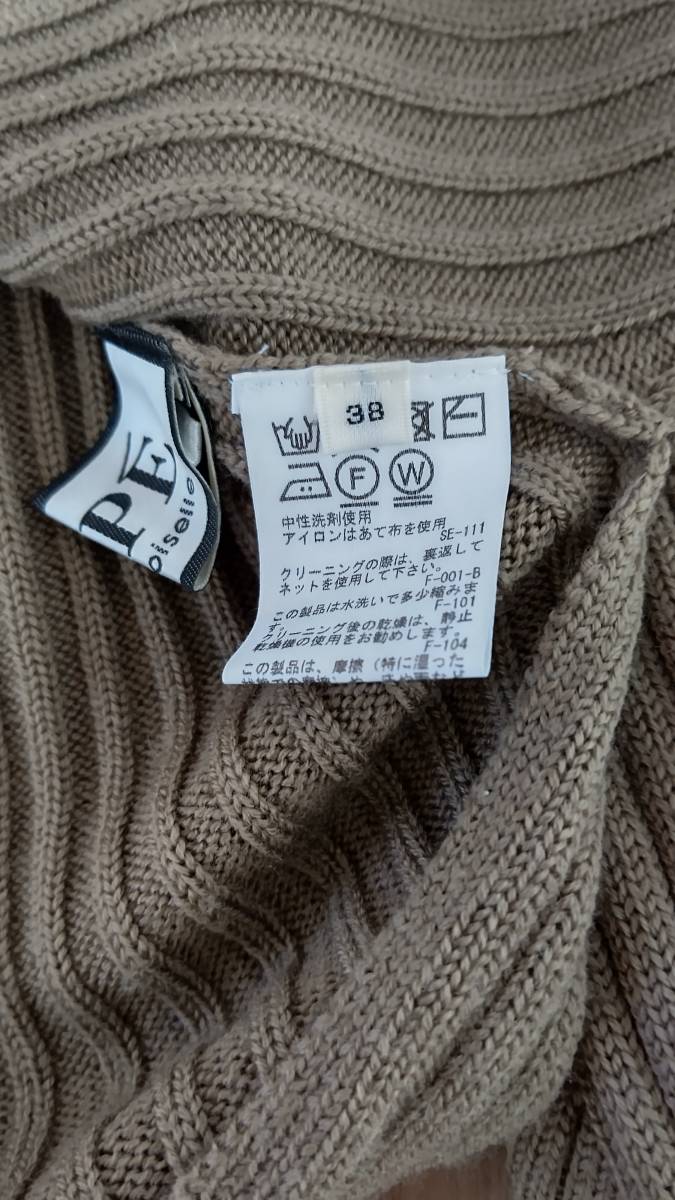 PÉ
oisette
38
F
W
中性洗剤使用
アイロンはあて布を使用
SE-111
クリーニングの際は、裏返して
ネットを使用して下さい。
F-001-B
この製品は水洗いで多少縮みま
す。
F-101
クリーニング後の乾燥は、静止
乾燥機の使用をお勧めします。
F-104
この製品は、摩擦（特に湿った